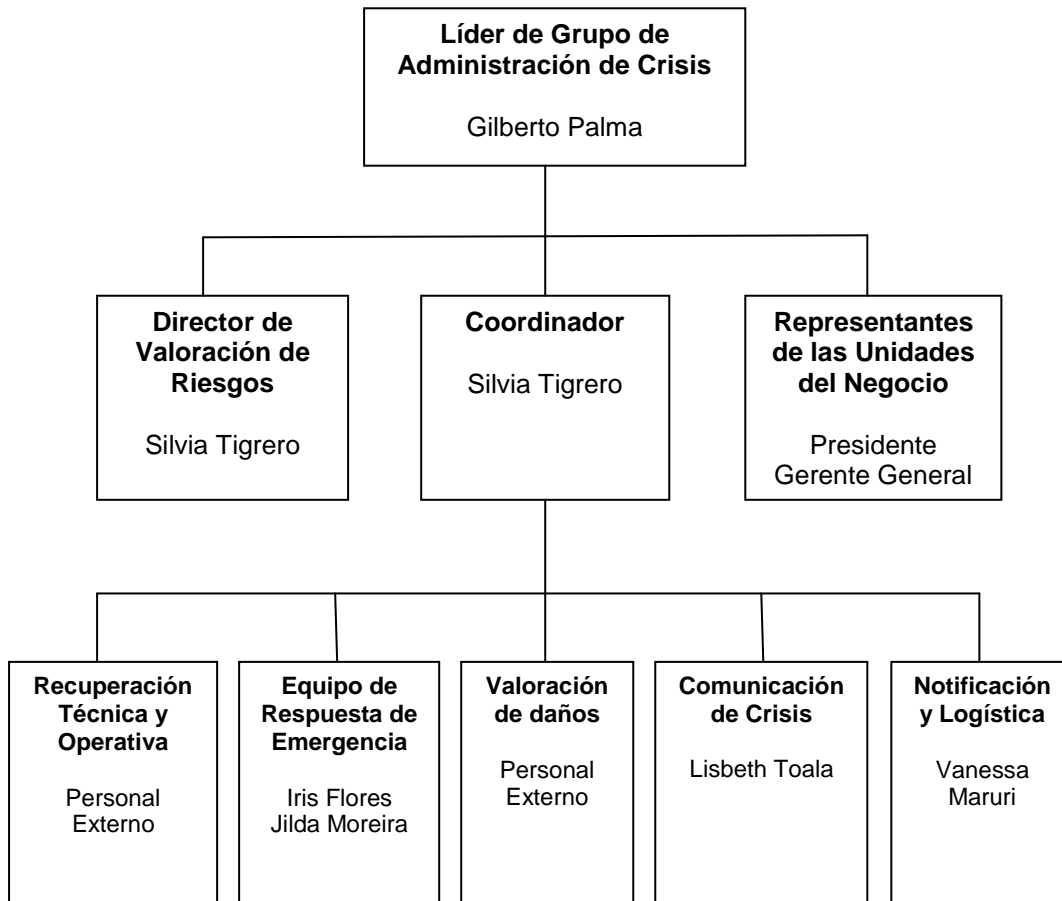 Líder de Grupo de
Administración de Crisis
Gilberto Palma
Director de
Valoración de
Riesgos
Silvia Tigrero
Coordinador
Silvia Tigrero
Representantes
de las Unidades
del Negocio
Presidente
Gerente General
Recuperación
Técnica y
Operativa
Personal
Externo
Equipo de
Respuesta de
Emergencia
Iris Flores
Jilda Moreira
Valoración
de daños
Personal
Externo
Comunicación
de Crisis
Lisbeth Toala
Notificación
y Logística
Vanessa
Maruri